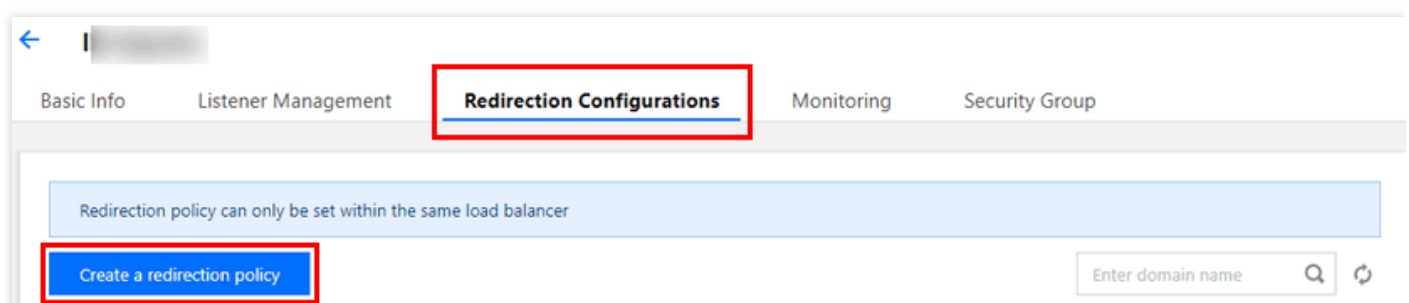 Basic Info Listener Management Redirection Configurations Monitoring Security Group
Redirection policy can only be set within the same load balancer
Create a redirection policy Enter domain name